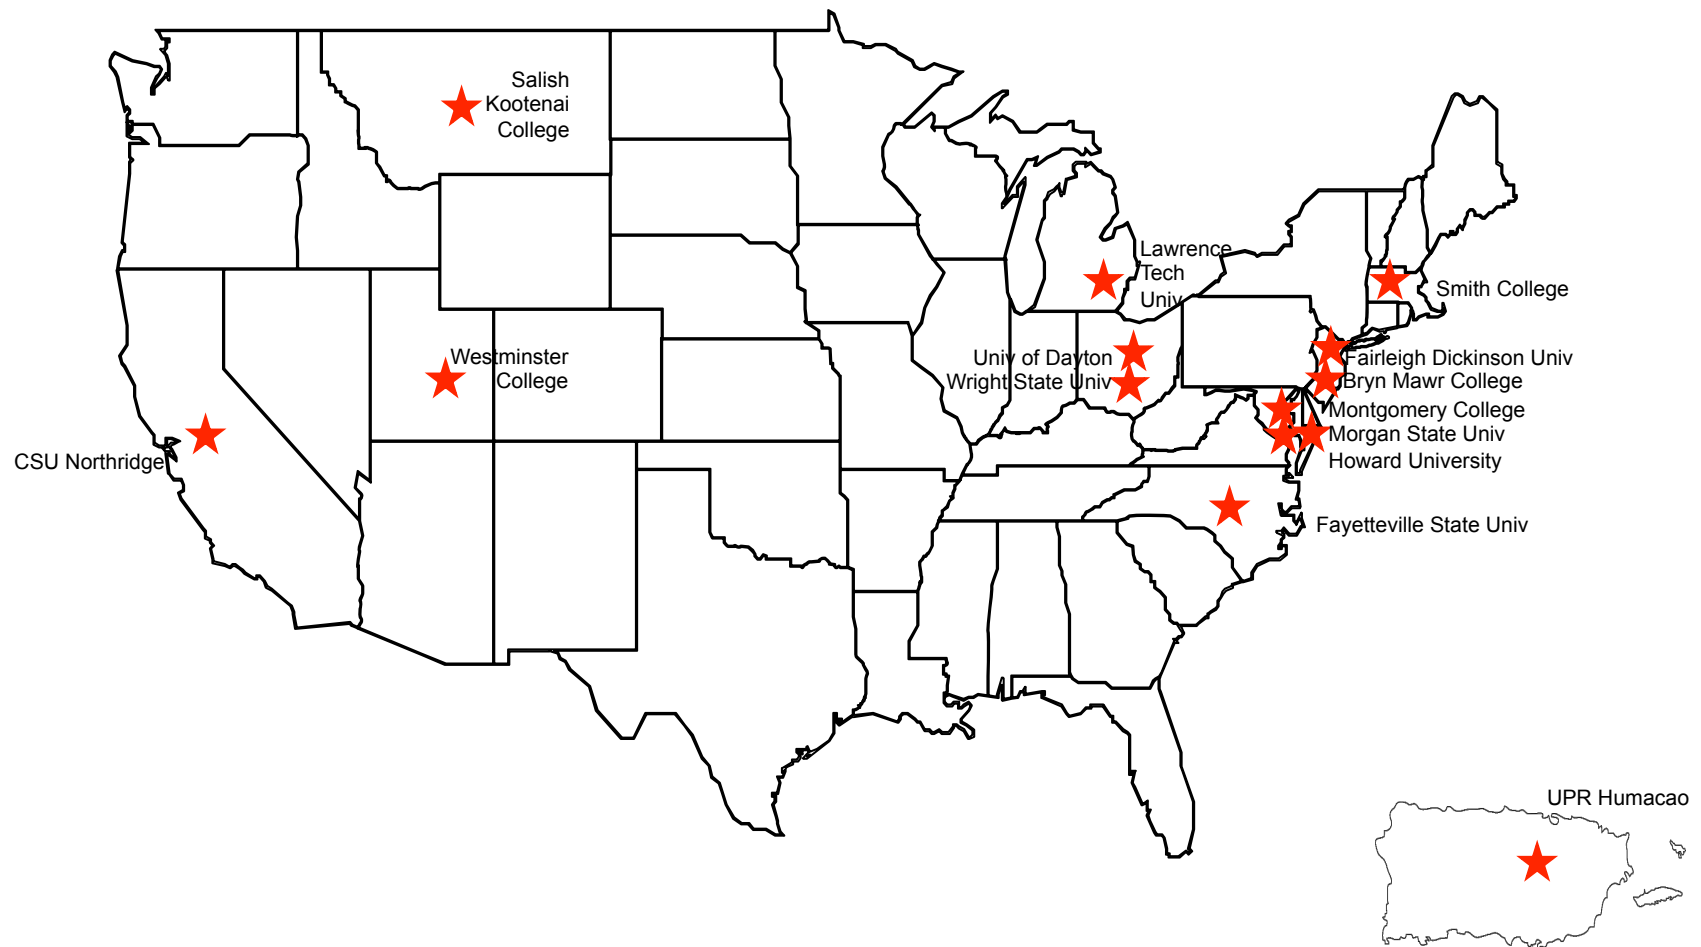 Salish
Kootenai
College
Lawrence
Tech
Univ
Smith College
Westminster
College
Univ of Dayton
Wright State Univ
Fairleigh Dickinson Univ
Bryn Mawr College
Montgomery College
Morgan State Univ
Howard University
CSU Northridge
Fayetteville State Univ
UPR Humacao